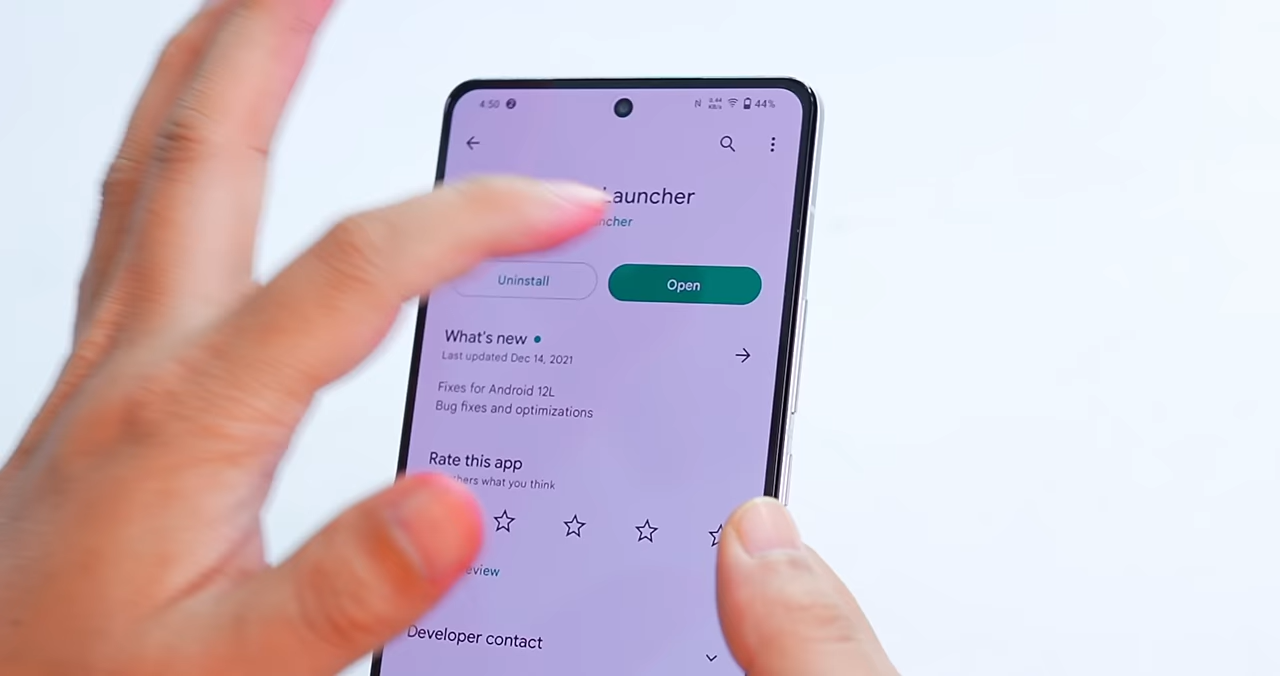 4:50
N 44%
Launcher
Uninstall
Open
What's new
Last updated Dec 14, 2021
Fixes for Android 12L
Bug fixes and optimizations
Rate this app
what you think
Developer contact